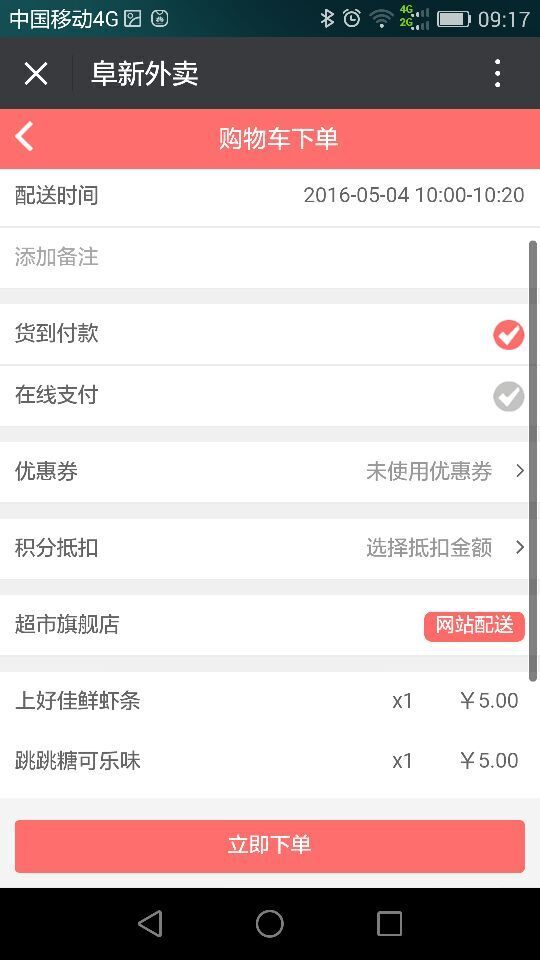 中国移动4G 4G 2G 09:17
阜新外卖
购物车下单
配送时间 2016-05-04 10:00-10:20
添加备注
货到付款
在线支付
优惠券 未使用优惠券
积分抵扣 选择抵扣金额
超市旗舰店 网站配送
上好佳鲜虾条 x1 ￥5.00
跳跳糖可乐味 x1 ￥5.00
立即下单